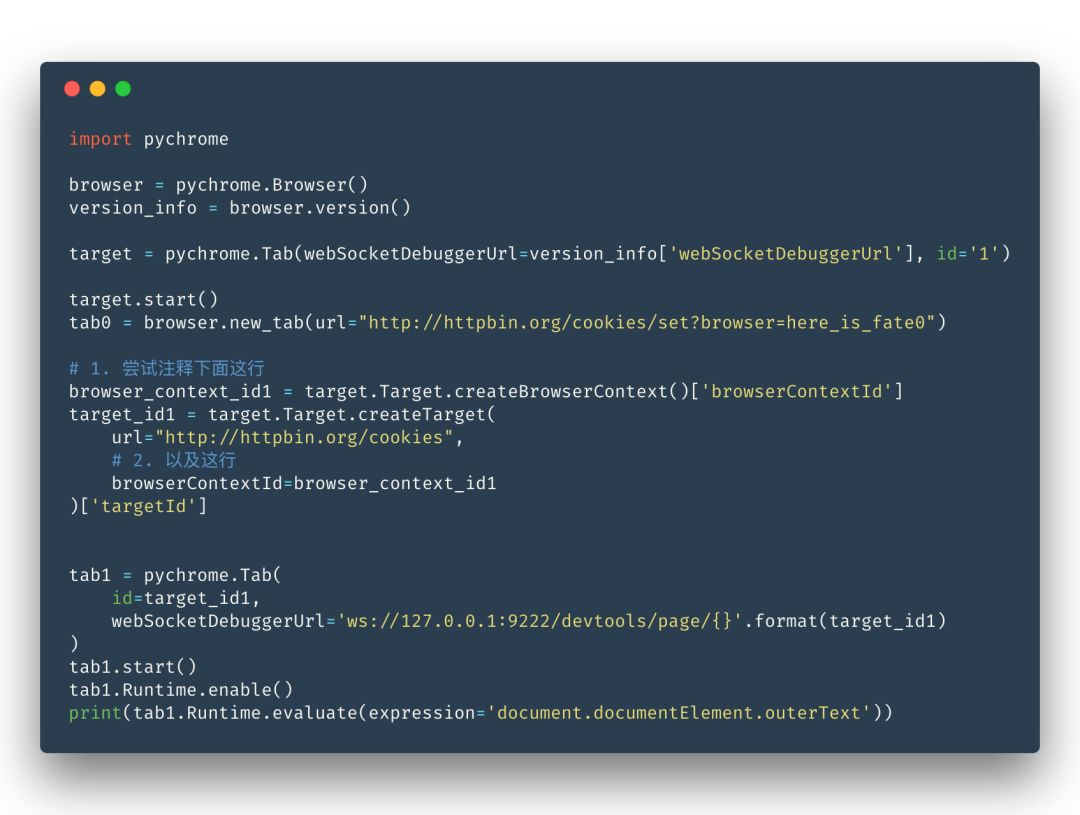 import pychrome

browser = pychrome.Browser()
version_info = browser.version()

target = pychrome.Tab(webSocketDebuggerUrl=version_info['webSocketDebuggerUrl'], id='1')

target.start()
tab0 = browser.new_tab(url="http://httpbin.org/cookies/set?browser=here_is_fate0")

# 1. 尝试注释下面这行
browser_context_id1 = target.Target.createBrowserContext()['browserContextId']
target_id1 = target.Target.createTarget(
    url="http://httpbin.org/cookies",
    # 2. 以及这行
    browserContextId=browser_context_id1
)['targetId']


tab1 = pychrome.Tab(
    id=target_id1,
    webSocketDebuggerUrl='ws://127.0.0.1:9222/devtools/page/{}'.format(target_id1)
)
tab1.start()
tab1.Runtime.enable()
print(tab1.Runtime.evaluate(expression='document.documentElement.outerText'))